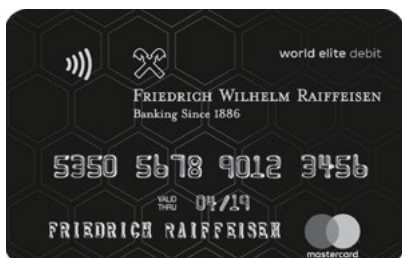 world elite debit
FRIEDRICH WILHELM RAIFFEISEN
Banking Since 1886
5350 5678 9012 3456
VALID THRU 04/19
FRIEDRICH RAIFFEISEN
mastercard